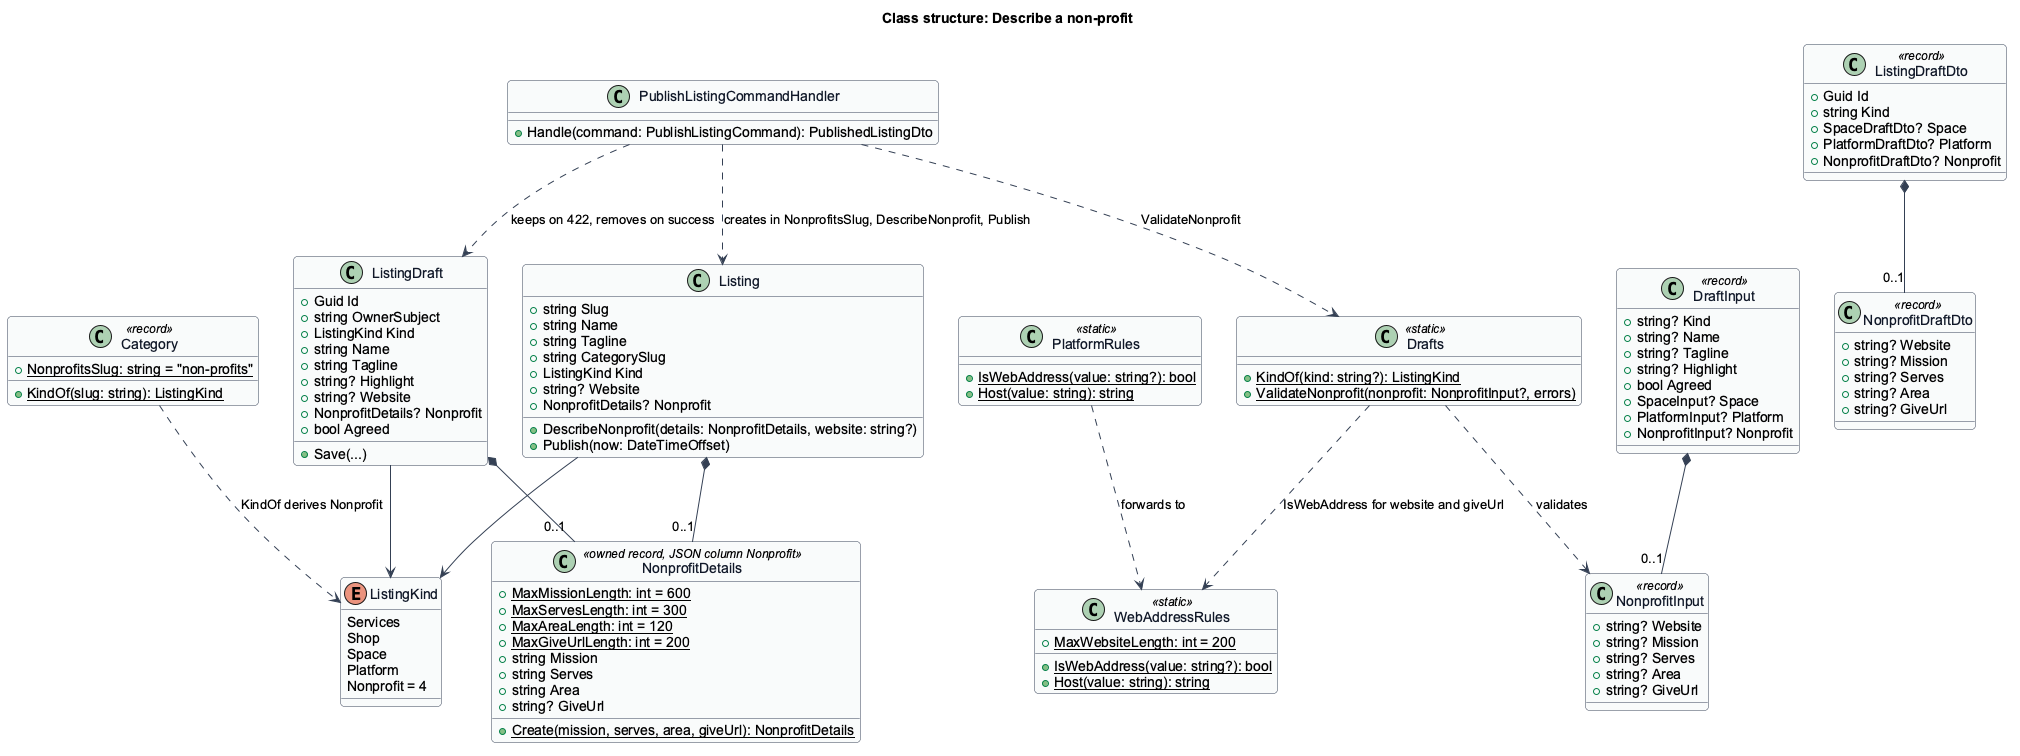 Class structure: Describe a non-profit
«record»
ListingDraftDto
Guid Id
string Kind
SpaceDraftDto? Space
PlatformDraftDto? Platform
NonprofitDraftDto? Nonprofit
PublishListingCommandHandler
Handle(command: PublishListingCommand): PublishedListingDto
keeps on 422, removes on success
creates in NonprofitsSlug, DescribeNonprofit, Publish
ValidateNonprofit
0..1
ListingDraft
Guid Id
string OwnerSubject
ListingKind Kind
string Name
string Tagline
string? Highlight
string? Website
NonprofitDetails? Nonprofit
bool Agreed
Save(...)
Listing
string Slug
string Name
string Tagline
string CategorySlug
ListingKind Kind
string? Website
NonprofitDetails? Nonprofit
DescribeNonprofit(details: NonprofitDetails, website: string?)
Publish(now: DateTimeOffset)
«record»
Category
NonprofitsSlug: string = "non-profits"
KindOf(slug: string): ListingKind
«static»
PlatformRules
IsWebAddress(value: string?): bool
Host(value: string): string
«static»
Drafts
KindOf(kind: string?): ListingKind
ValidateNonprofit(nonprofit: NonprofitInput?, errors)
«record»
DraftInput
string? Kind
string? Name
string? Tagline
string? Highlight
bool Agreed
SpaceInput? Space
PlatformInput? Platform
NonprofitInput? Nonprofit
«record»
NonprofitDraftDto
string? Website
string? Mission
string? Serves
string? Area
string? GiveUrl
KindOf derives Nonprofit
0..1
0..1
forwards to
IsWebAddress for website and giveUrl
validates
0..1
ListingKind
Services
Shop
Space
Platform
Nonprofit = 4
«owned record, JSON column Nonprofit»
NonprofitDetails
MaxMissionLength: int = 600
MaxServesLength: int = 300
MaxAreaLength: int = 120
MaxGiveUrlLength: int = 200
string Mission
string Serves
string Area
string? GiveUrl
Create(mission, serves, area, giveUrl): NonprofitDetails
«static»
WebAddressRules
MaxWebsiteLength: int = 200
IsWebAddress(value: string?): bool
Host(value: string): string
«record»
NonprofitInput
string? Website
string? Mission
string? Serves
string? Area
string? GiveUrl